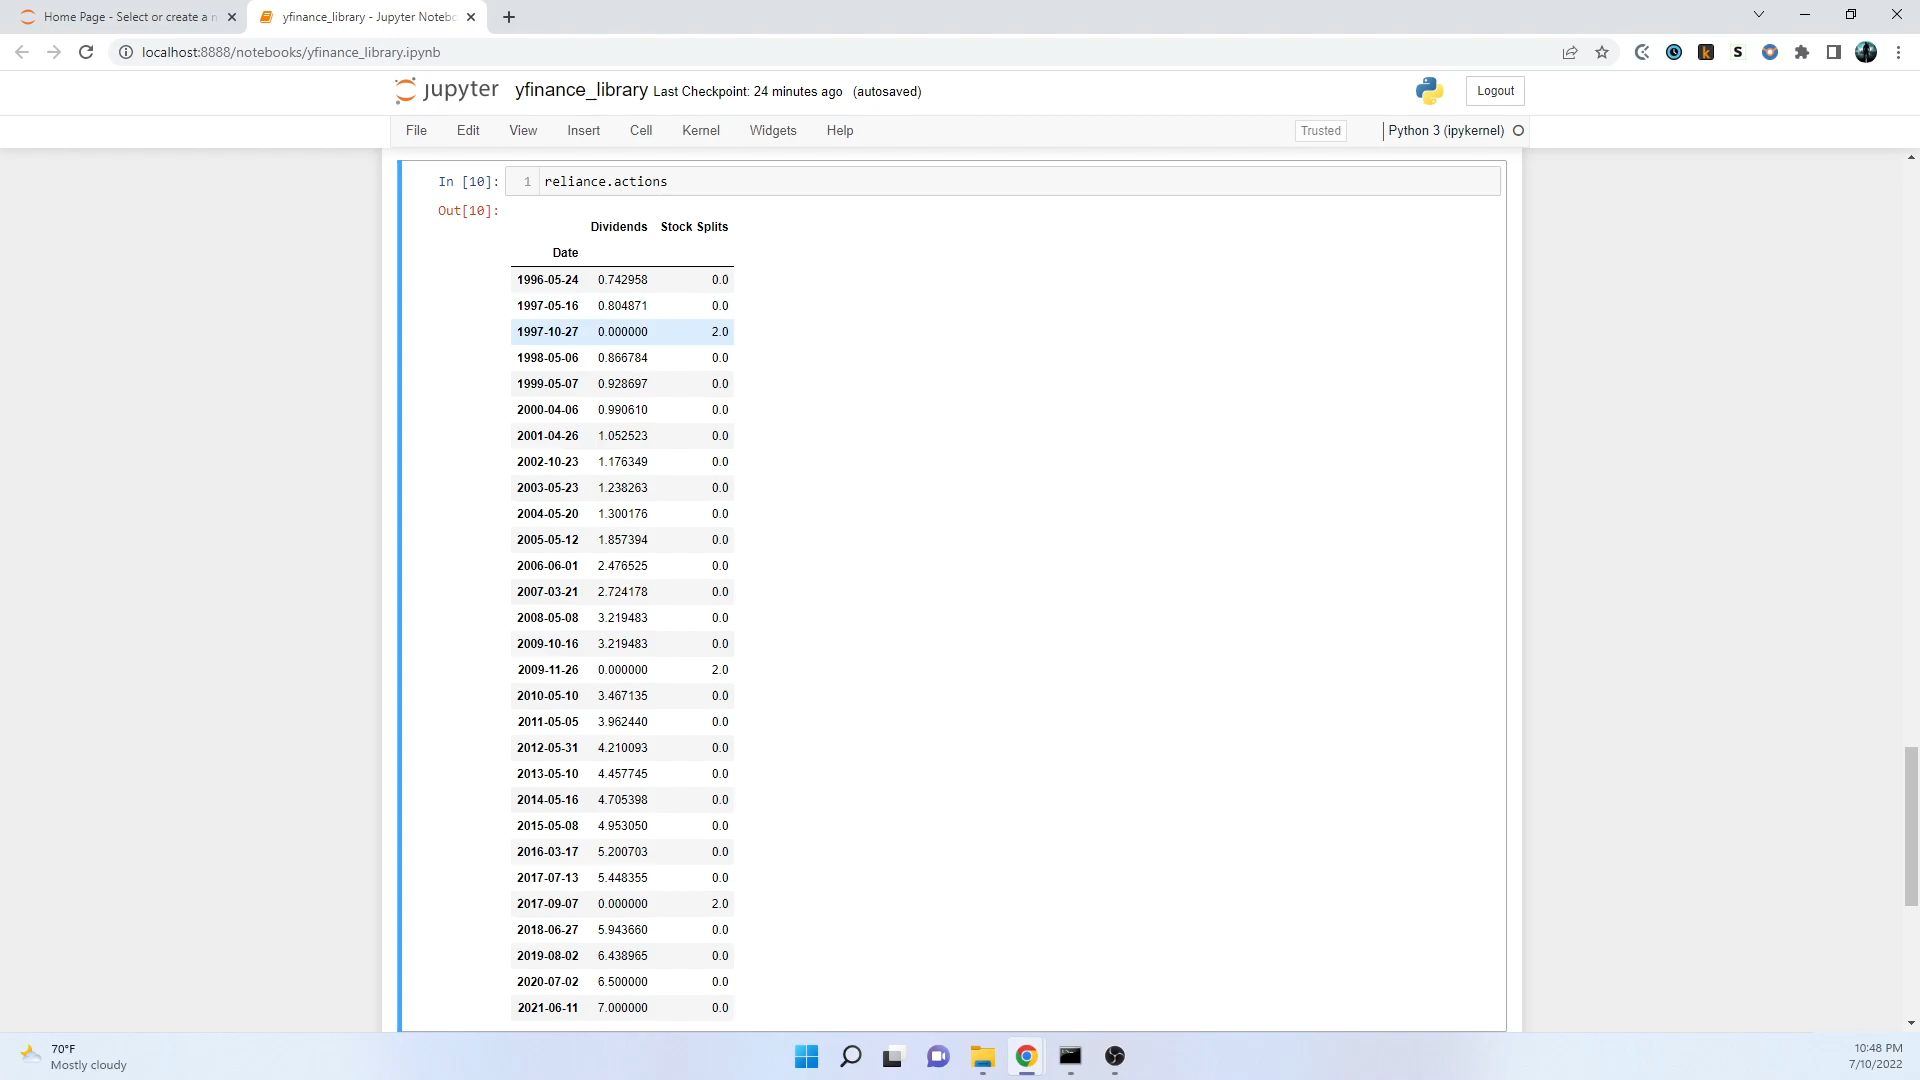 Home Page - Select or create a n
yfinance_library - Jupyter Notebo
localhost:8888/notebooks/yfinance_library.ipynb
jupyter yfinance_library Last Checkpoint: 24 minutes ago (autosaved)
Logout
File Edit View Insert Cell Kernel Widgets Help Trusted Python 3 (ipykernel)
In [10]: 1 reliance.actions
Out[10]:
Dividends Stock Splits
Date
1996-05-24 0.742958 0.0
1997-05-16 0.804871 0.0
1997-10-27 0.000000 2.0
1998-05-06 0.866784 0.0
1999-05-07 0.928697 0.0
2000-04-06 0.990610 0.0
2001-04-26 1.052523 0.0
2002-10-23 1.176349 0.0
2003-05-23 1.238263 0.0
2004-05-20 1.300176 0.0
2005-05-12 1.857394 0.0
2006-06-01 2.476525 0.0
2007-03-21 2.724178 0.0
2008-05-08 3.219483 0.0
2009-10-16 3.219483 0.0
2009-11-26 0.000000 2.0
2010-05-10 3.467135 0.0
2011-05-05 3.962440 0.0
2012-05-31 4.210093 0.0
2013-05-10 4.457745 0.0
2014-05-16 4.705398 0.0
2015-05-08 4.953050 0.0
2016-03-17 5.200703 0.0
2017-07-13 5.448355 0.0
2017-09-07 0.000000 2.0
2018-06-27 5.943660 0.0
2019-08-02 6.438965 0.0
2020-07-02 6.500000 0.0
2021-06-11 7.000000 0.0
70°F
Mostly cloudy
10:48 PM
7/10/2022